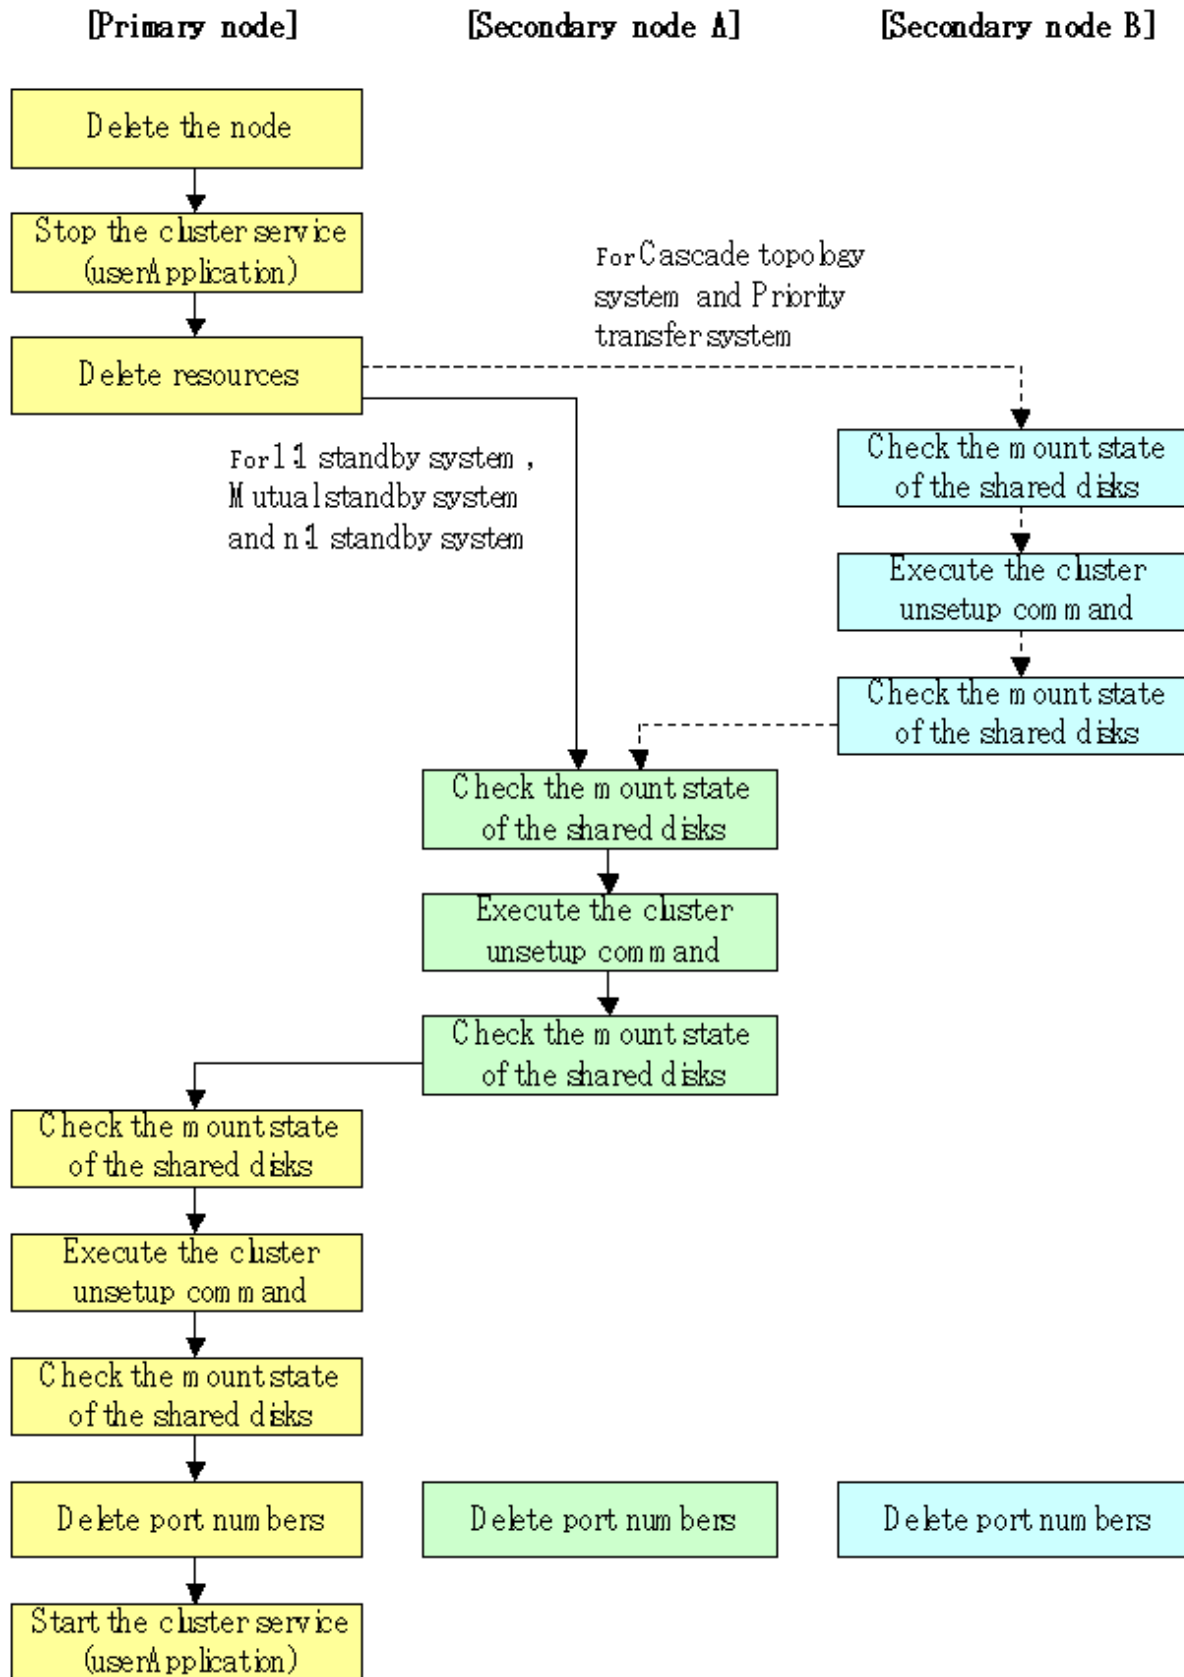 [Primary node] [Secondary node A] [Secondary node B]
Delete the node
Stop the cluster service
(userApplication)
For Cascade topology
system and Priority
transfer system
Delete resources
For 1:1 standby system,
Mutual standby system
and n:1 standby system
Check the mount state
of the shared disks
Execute the cluster
unsetup command
Check the mount state
of the shared disks
Check the mount state
of the shared disks
Execute the cluster
unsetup command
Check the mount state
of the shared disks
Check the mount state
of the shared disks
Execute the cluster
unsetup command
Check the mount state
of the shared disks
Delete port numbers Delete port numbers Delete port numbers
Start the cluster service
(userApplication)